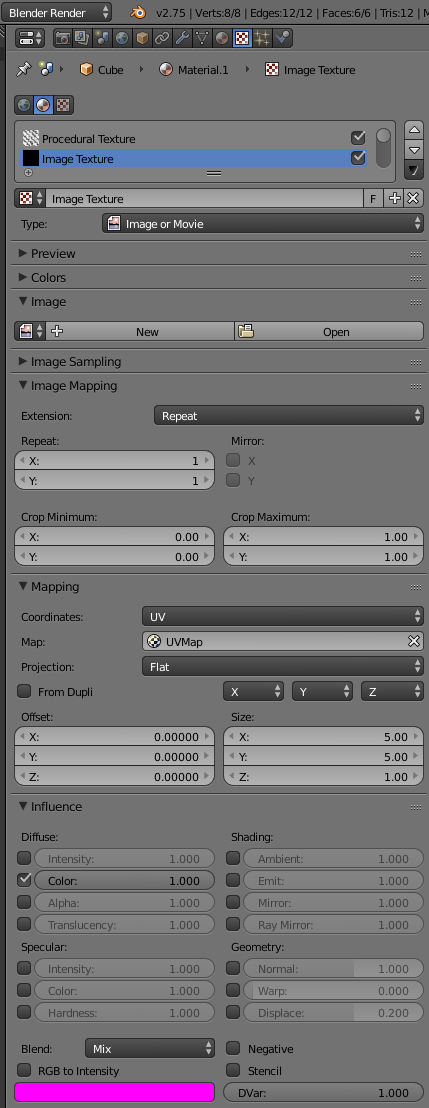 Blender Render v2.75 | Verts:8/8 | Edges:12/12 | Faces:6/6 | Tris:12 |
Cube Material.1 Image Texture
Procedural Texture
Image Texture
Image Texture F
Type: Image or Movie
Preview
Colors
Image
New Open
Image Sampling
Image Mapping
Extension: Repeat
Repeat: Mirror:
X: 1 X
Y: 1 Y
Crop Minimum: Crop Maximum:
X: 0.00 X: 1.00
Y: 0.00 Y: 1.00
Mapping
Coordinates: UV
Map: UVMap
Projection: Flat
From Dupli X Y Z
Offset: Size:
X: 0.00000 X: 5.00
Y: 0.00000 Y: 5.00
Z: 0.00000 Z: 1.00
Influence
Diffuse: Shading:
Intensity: 1.000 Ambient: 1.000
Color: 1.000 Emit: 1.000
Alpha: 1.000 Mirror: 1.000
Translucency: 1.000 Ray Mirror: 1.000
Specular: Geometry:
Intensity: 1.000 Normal: 1.000
Color: 1.000 Warp: 0.000
Hardness: 1.000 Displace: 0.200
Blend: Mix Negative
RGB to Intensity Stencil
DVar: 1.000